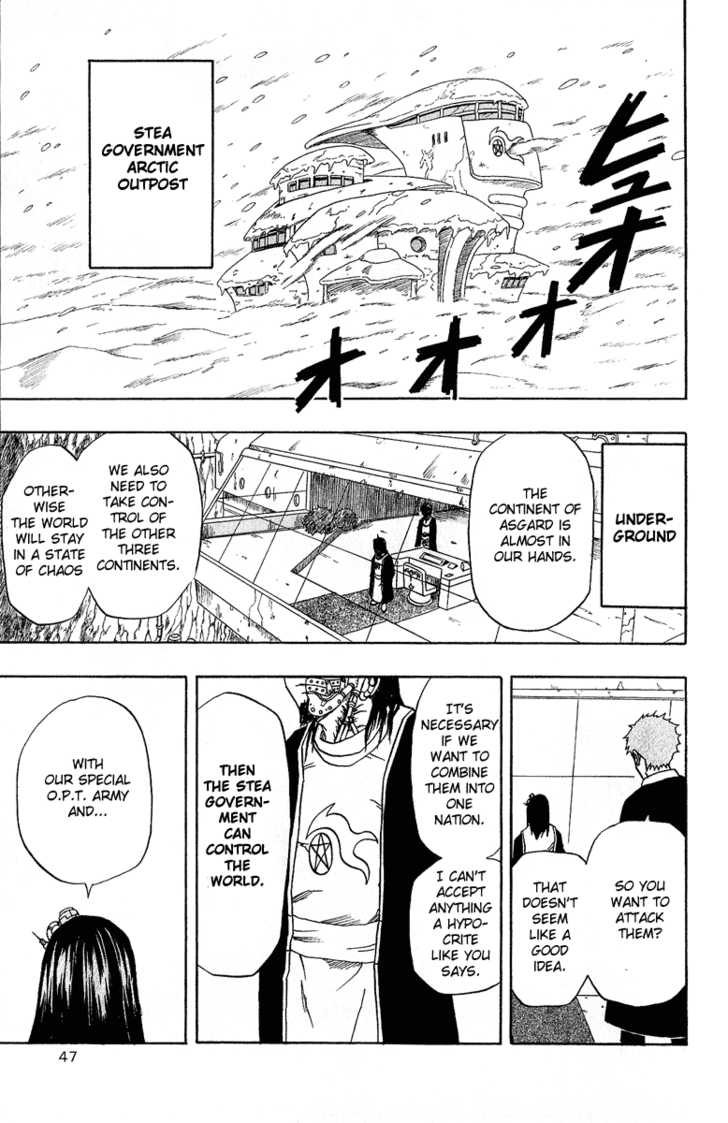 STEA
GOVERNMENT
ARCTIC
OUTPOST
ヒュオ
オ
オ
オ
UNDER-
GROUND
THE
CONTINENT OF
ASGARD IS
ALMOST IN
OUR HANDS.
WE ALSO
NEED TO
TAKE CON-
TROL OF
THE OTHER
THREE
CONTINENTS.
OTHER-
WISE
THE WORLD
WILL STAY
IN A STATE
OF CHAOS
SO YOU
WANT TO
ATTACK
THEM?
THAT
DOESN'T
SEEM
LIKE A
GOOD
IDEA.
IT'S
NECESSARY
IF WE
WANT TO
COMBINE
THEM INTO
ONE
NATION.
I CAN'T
ACCEPT
ANYTHING
A HYPO-
CRITE
LIKE YOU
SAYS.
THEN
THE STEA
GOVERN-
MENT
CAN
CONTROL
THE
WORLD.
WITH
OUR SPECIAL
O.P.T. ARMY
AND...
47